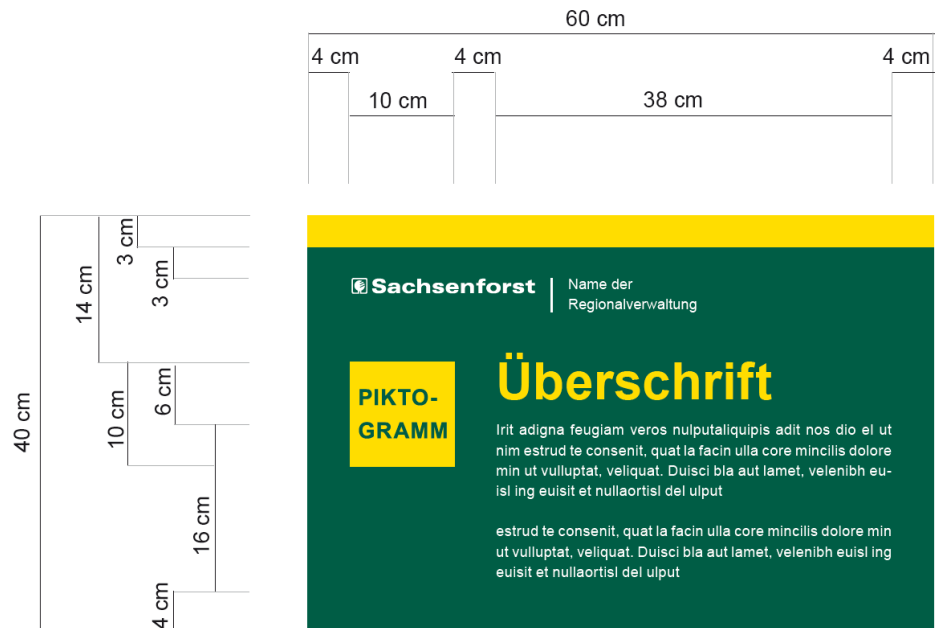 60 cm
4 cm
4 cm
4 cm
10 cm
38 cm
3 cm
3 cm
14 cm
6 cm
10 cm
40 cm
16 cm
4 cm
Sachsenforst
Name der
Regionalverwaltung
PIKTO-
GRAMM
Überschrift
Irit adigna feugiam veros nulputaliquipis adit nos dio el ut
nim estrud te consenit, quat la facin ulla core mincilis dolore
min ut vulluptat, veliquat. Duisci bla aut lamet, velenibh eu-
isl ing euisit et nullaortisl del ulput
estrud te consenit, quat la facin ulla core mincilis dolore min
ut vulluptat, veliquat. Duisci bla aut lamet, velenibh euisl ing
euisit et nullaortisl del ulput